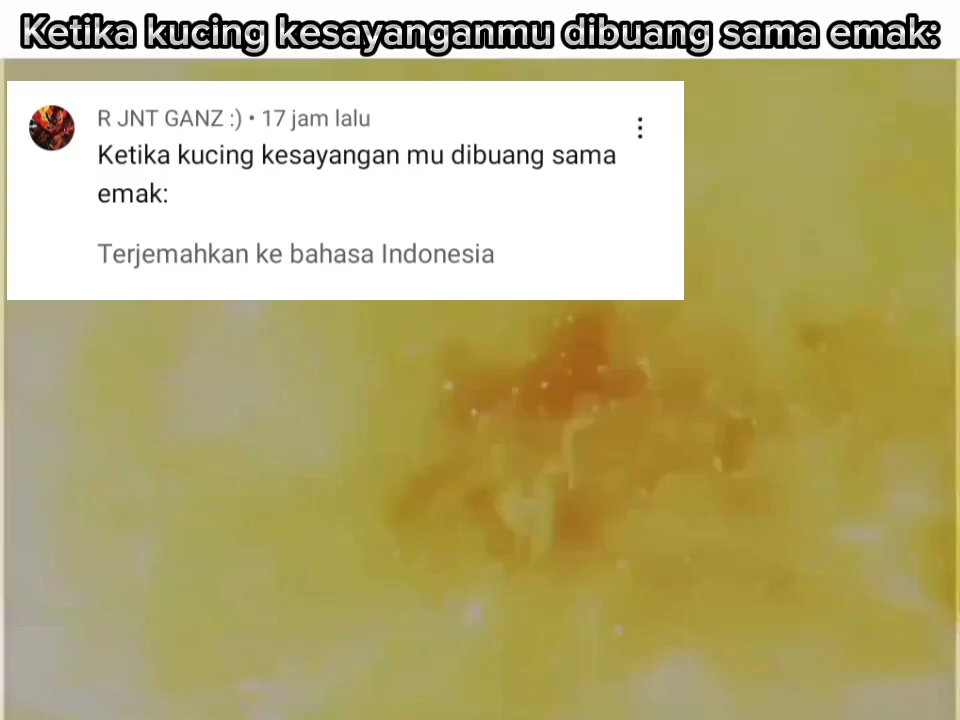 Ketika kucing kesayanganmu dibuang sama emak:
R JNT GANZ :) • 17 jam lalu
Ketika kucing kesayangan mu dibuang sama
emak:
Terjemahkan ke bahasa Indonesia